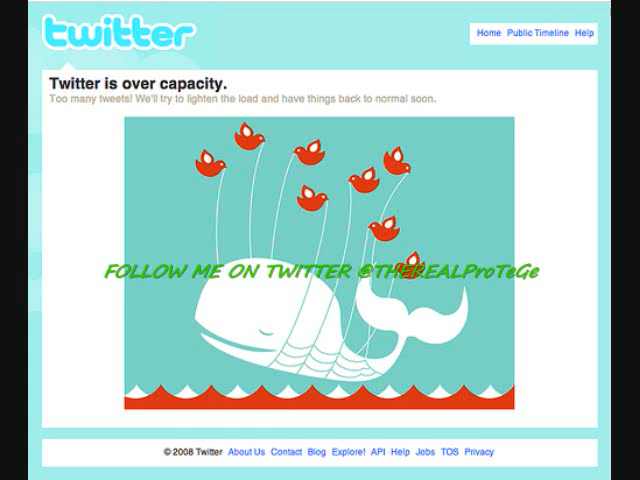 twitter
Home Public Timeline Help
Twitter is over capacity.
Too many tweets! We'll try to lighten the load and have things back to normal soon.
FOLLOW ME ON TWITTER @THEREALProTeGe
© 2008 Twitter About Us Contact Blog Explore! API Help Jobs TOS Privacy